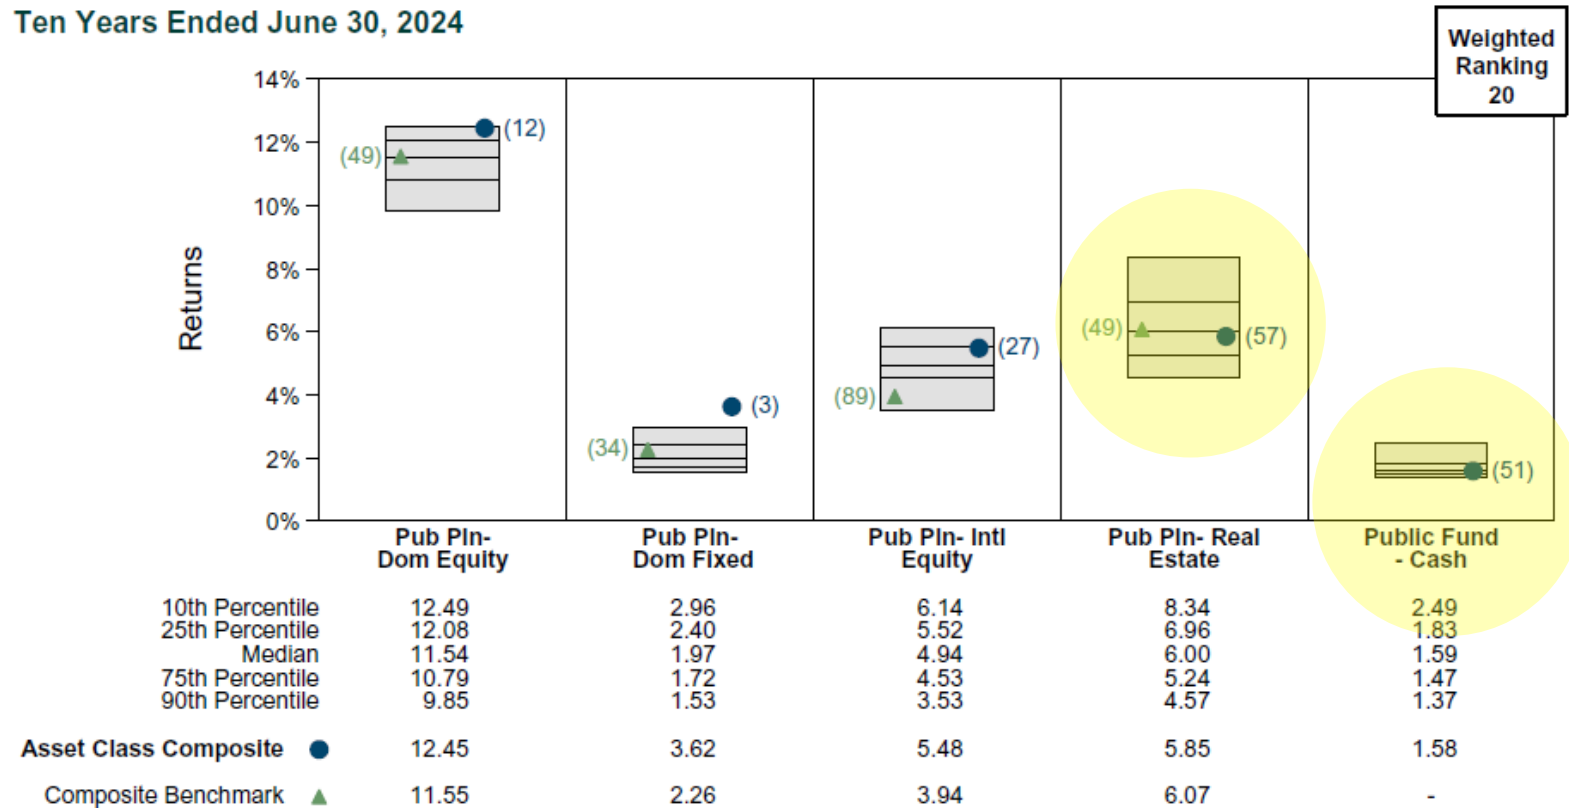 Ten Years Ended June 30, 2024
Weighted
Ranking
20
Returns
14%
12%
10%
8%
6%
4%
2%
0%
(12)
(49)
(3)
(34)
(27)
(89)
(49)
(57)
(51)
Pub Pln- Dom Equity
Pub Pln- Dom Fixed
Pub Pln- Intl Equity
Pub Pln- Real Estate
Public Fund - Cash
10th Percentile 12.49 2.96 6.14 8.34 2.49
25th Percentile 12.08 2.40 5.52 6.96 1.83
Median 11.54 1.97 4.94 6.00 1.59
75th Percentile 10.79 1.72 4.53 5.24 1.47
90th Percentile 9.85 1.53 3.53 4.57 1.37
Asset Class Composite 12.45 3.62 5.48 5.85 1.58
Composite Benchmark 11.55 2.26 3.94 6.07 -